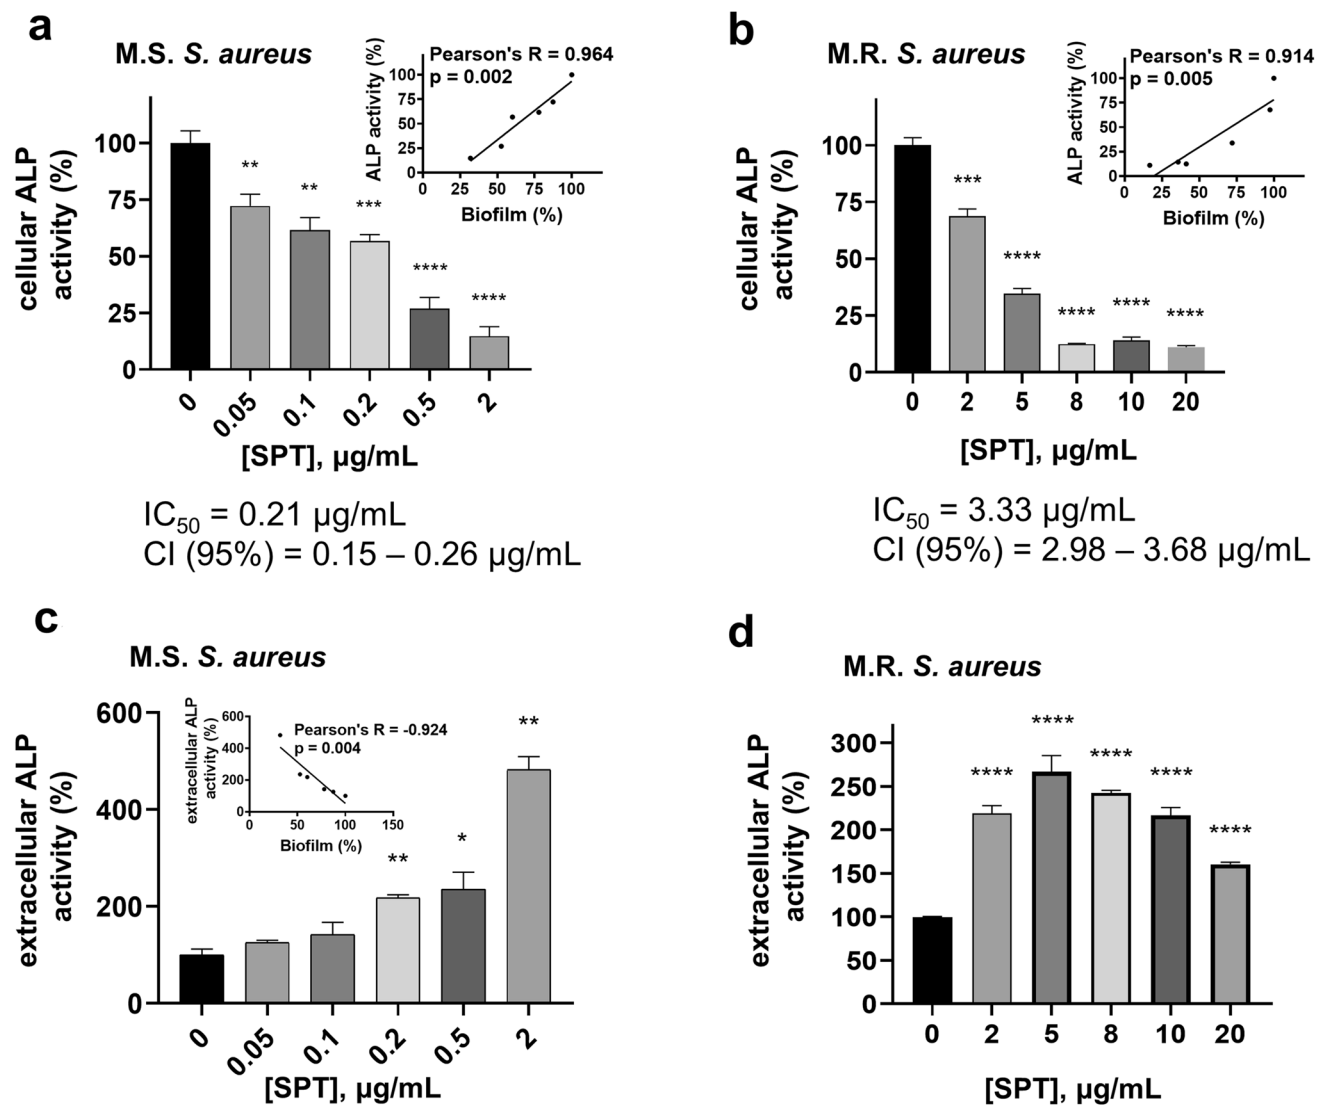 a
M.S. S. aureus
Pearson's R = 0.964
p = 0.002
ALP activity (%)
100
75
50
25
0
0 25 50 75 100
Biofilm (%)
cellular ALP
activity (%)
100
75
50
25
0
** ** *** **** ****
0 0.05 0.1 0.2 0.5 2
[SPT], µg/mL
IC50 = 0.21 µg/mL
CI (95%) = 0.15 – 0.26 µg/mL
b
M.R. S. aureus
Pearson's R = 0.914
p = 0.005
ALP activity (%)
100
75
50
25
0
0 25 50 75 100
Biofilm (%)
cellular ALP
activity (%)
100
75
50
25
0
*** **** **** **** ****
0 2 5 8 10 20
[SPT], µg/mL
IC50 = 3.33 µg/mL
CI (95%) = 2.98 – 3.68 µg/mL
c
M.S. S. aureus
Pearson's R = -0.924
p = 0.004
extracellular ALP
activity (%)
600
400
200
0
0 50 100 150
Biofilm (%)
extracellular ALP
activity (%)
600
400
200
0
** * **
0 0.05 0.1 0.2 0.5 2
[SPT], µg/mL
d
M.R. S. aureus
extracellular ALP
activity (%)
300
250
200
150
100
50
0
**** **** **** **** ****
0 2 5 8 10 20
[SPT], µg/mL